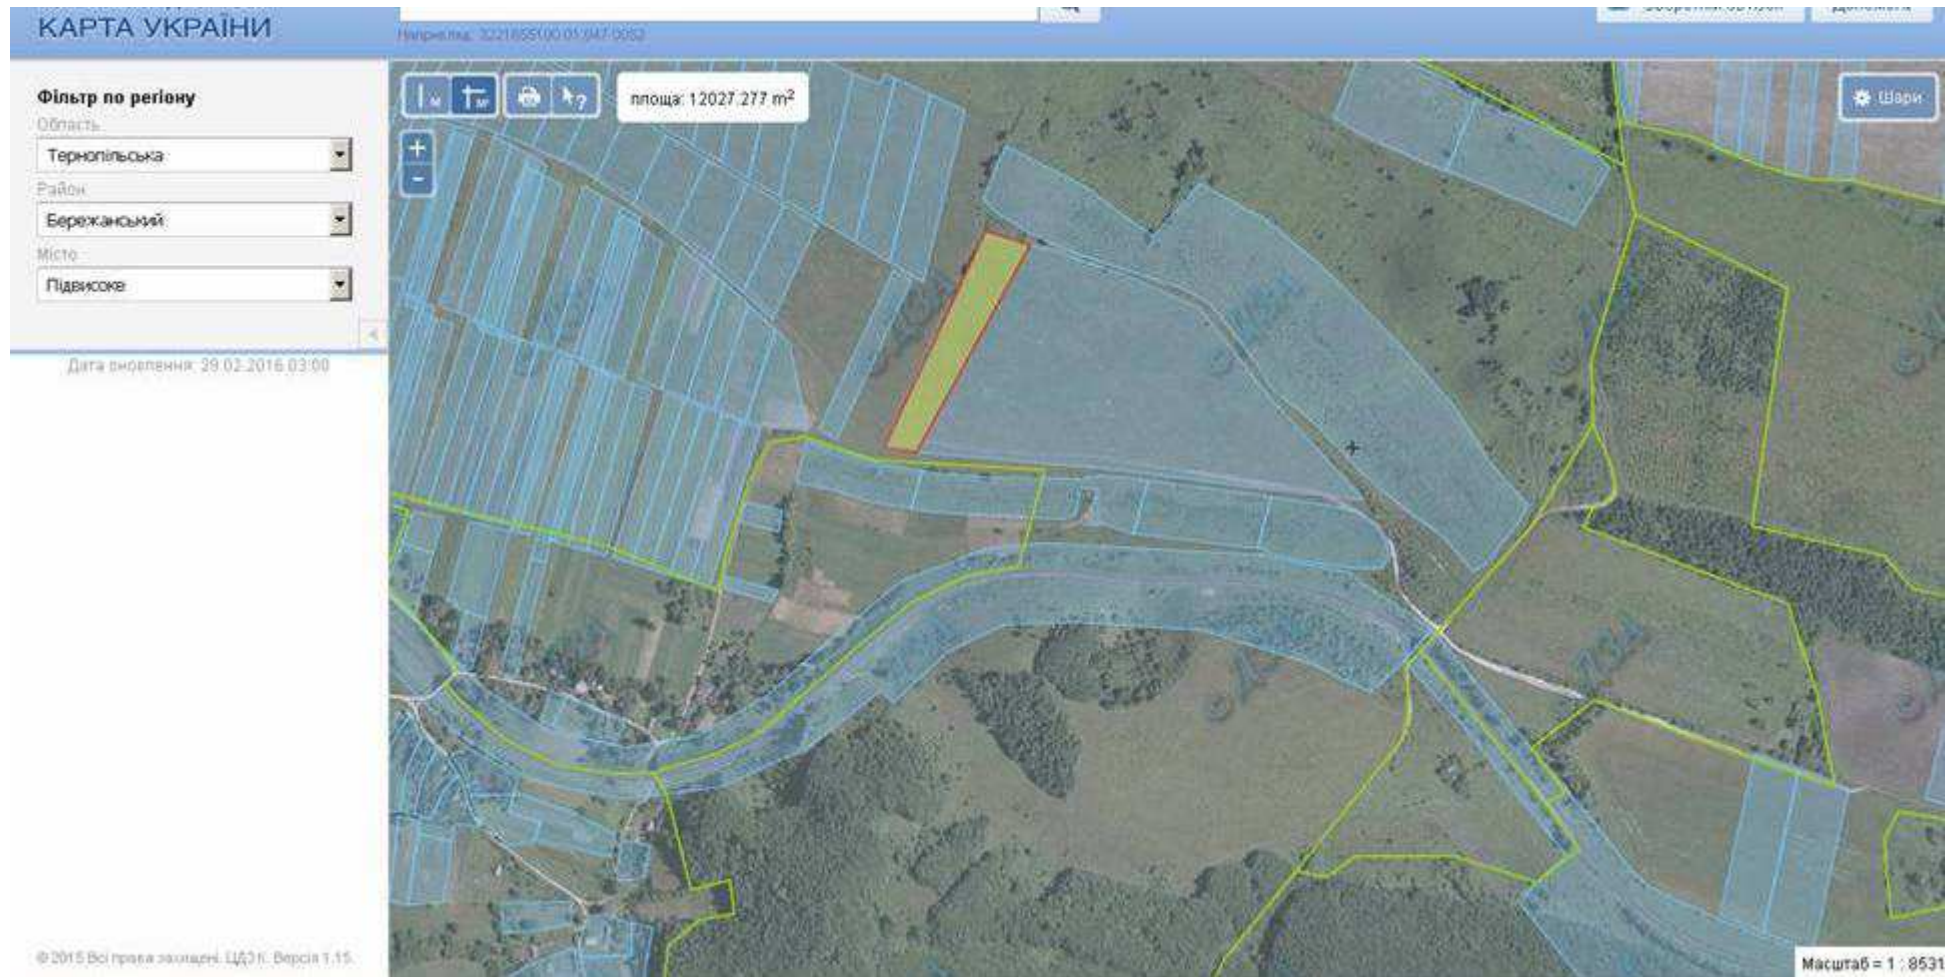 КАРТА УКРАЇНИ
Наприклад: 3221855100:01:047:0052
Допомога
Фільтр по регіону
Область
Тернопільська
Район
Бережанський
Місто
Підвисоке
Дата оновлення: 29.02.2016 03:00
площа: 12027.277 m²
Шари
© 2015 Всі права захищені. ЦДЗК. Версія 1.15.
Масштаб = 1 : 8531